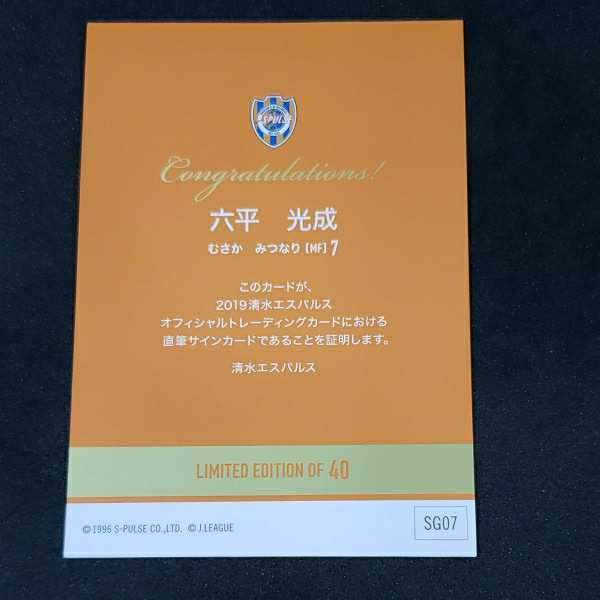 S-PULSE
Congratulations!
六平 光成
むさか みつなり [MF] 7
このカードが、
2019清水エスパルス
オフィシャルトレーディングカードにおける
直筆サインカードであることを証明します。
清水エスパルス
LIMITED EDITION OF 40
©1996 S-PULSE CO.,LTD. © J.LEAGUE
SG07